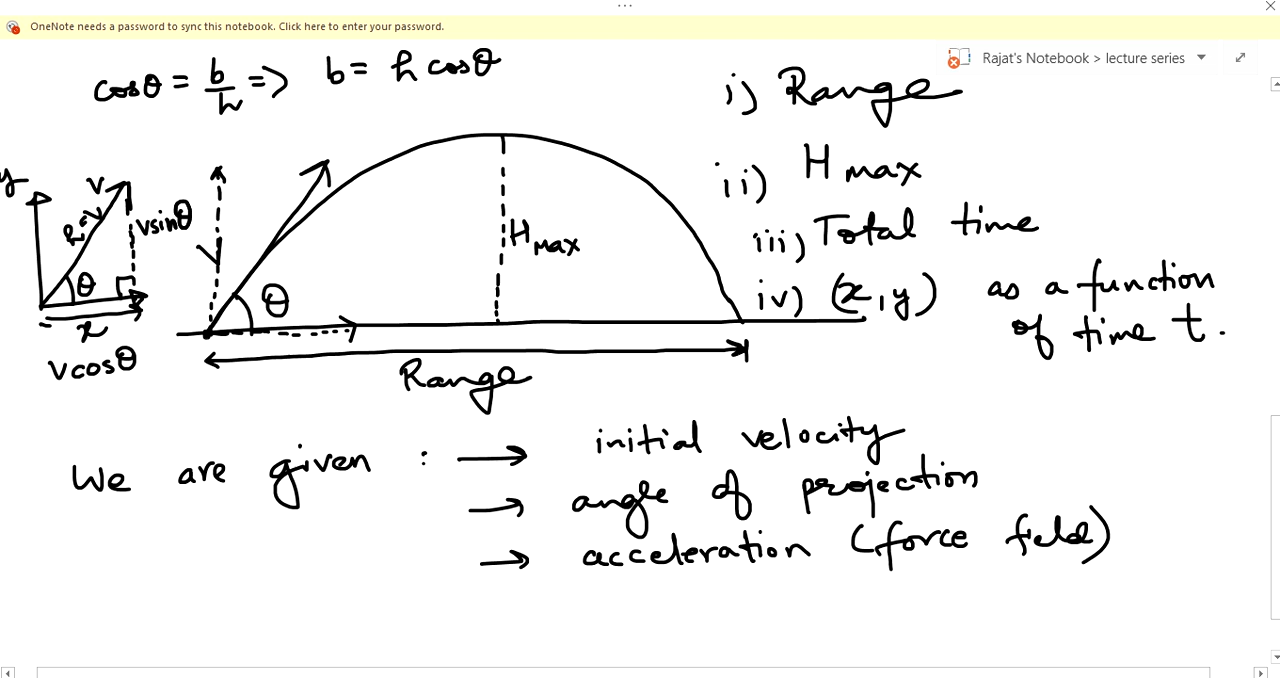 OneNote needs a password to sync this notebook. Click here to enter your password.
Rajat's Notebook > lecture series
cosθ = b/h => b = h cosθ
i) Range
ii) H max
iii) Total time
iv) (x, y) as a function of time t.
y
v
h=v
vsinθ
θ
x
vcosθ
θ
H max
Range
We are given : → initial velocity
→ angle of projection
→ acceleration (force feld)